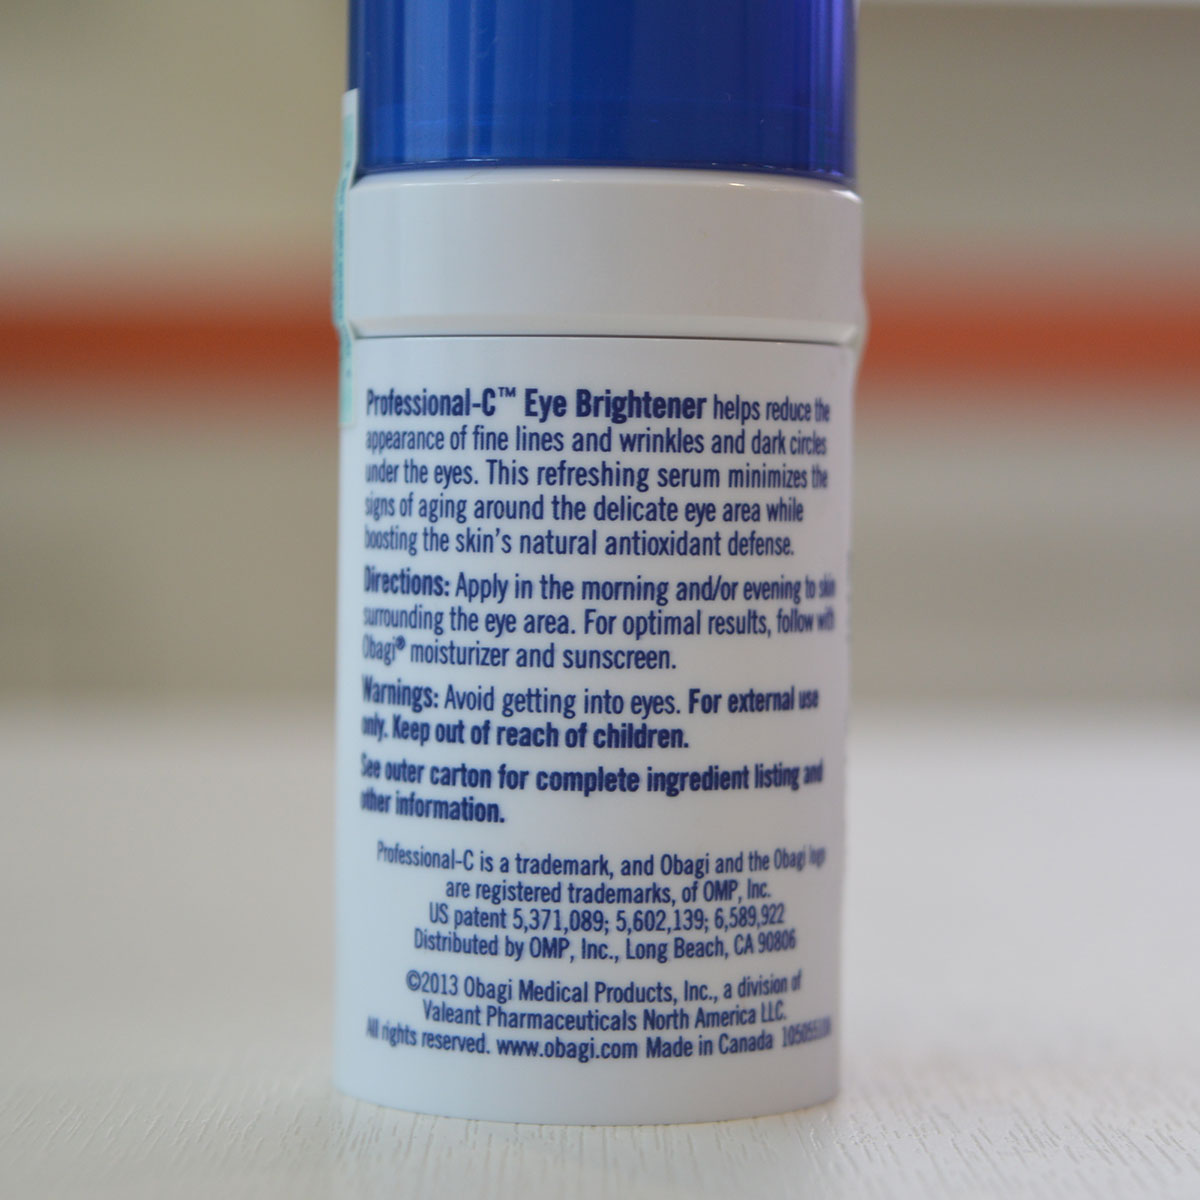 Professional-C™ Eye Brightener helps reduce the
appearance of fine lines and wrinkles and dark circles
under the eyes. This refreshing serum minimizes the
signs of aging around the delicate eye area while
boosting the skin's natural antioxidant defense.
Directions: Apply in the morning and/or evening to skin
surrounding the eye area. For optimal results, follow with
Obagi® moisturizer and sunscreen.
Warnings: Avoid getting into eyes. For external use
only. Keep out of reach of children.
See outer carton for complete ingredient listing and
other information.
Professional-C is a trademark, and Obagi and the Obagi logo
are registered trademarks, of OMP, Inc.
US patent 5,371,089; 5,602,139; 6,589,922
Distributed by OMP, Inc., Long Beach, CA 90806
©2013 Obagi Medical Products, Inc., a division of
Valeant Pharmaceuticals North America LLC.
All rights reserved. www.obagi.com Made in Canada